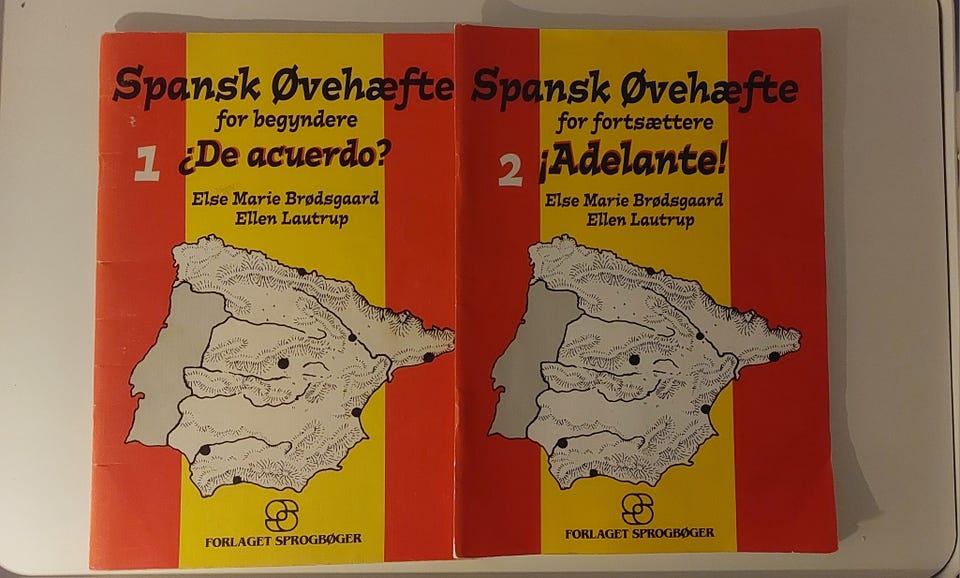 Spansk Øvehæfte
for begyndere
1 ¿De acuerdo?
Else Marie Brødsgaard
Ellen Lautrup
FORLAGET SPROGBØGER
Spansk Øvehæfte
for fortsættere
2 ¡Adelante!
Else Marie Brødsgaard
Ellen Lautrup
FORLAGET SPROGBØGER